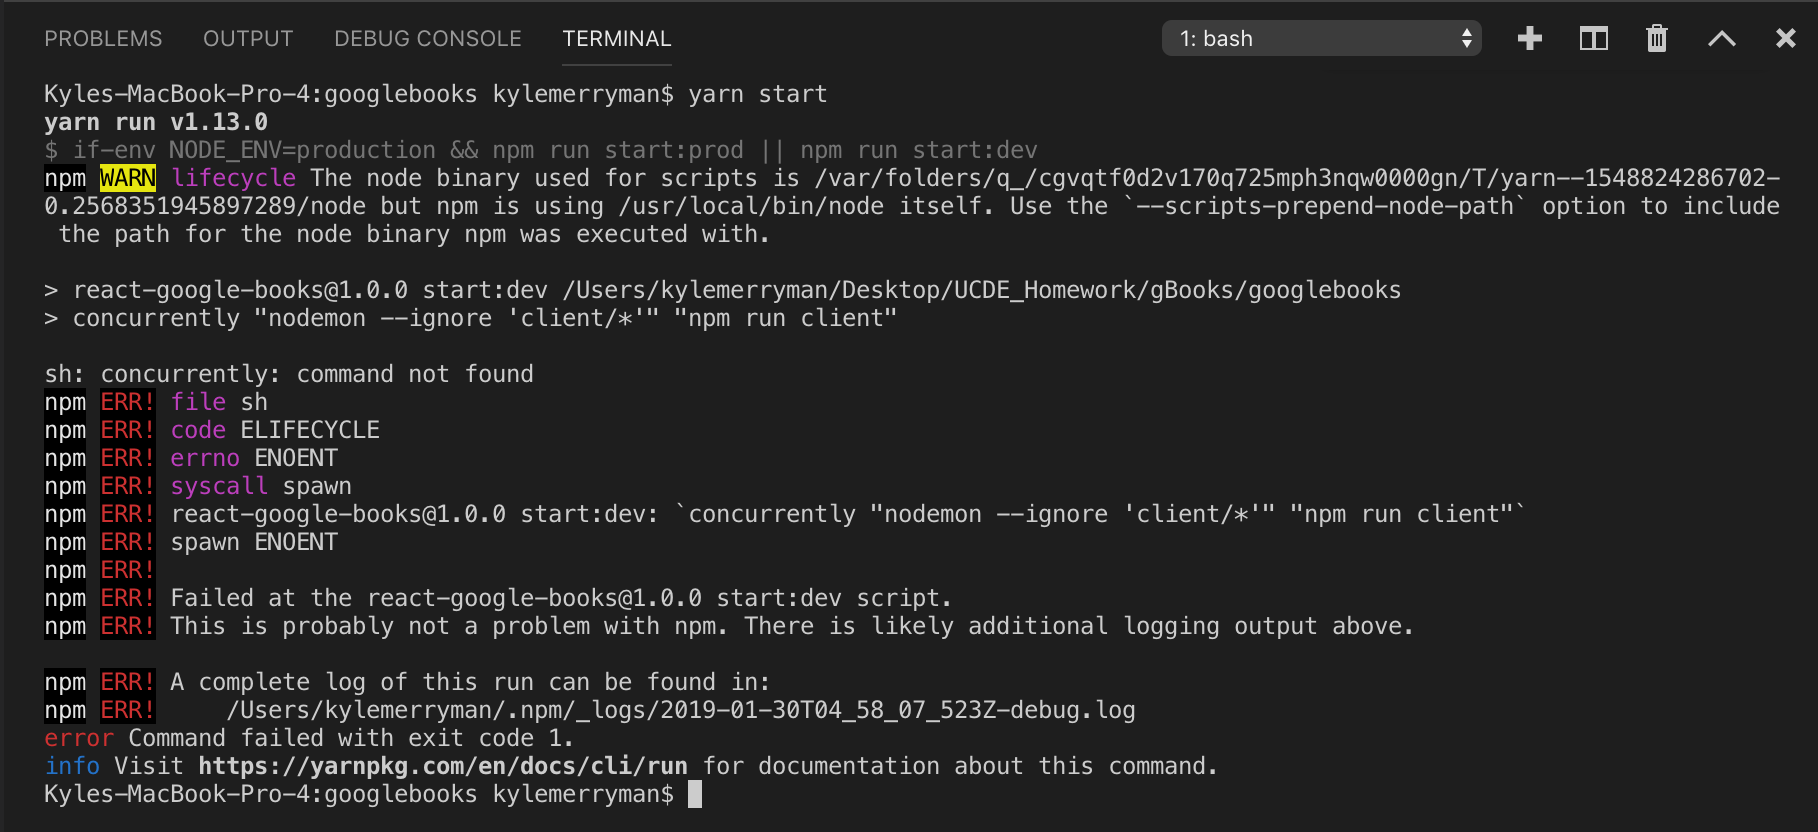 PROBLEMS OUTPUT DEBUG CONSOLE TERMINAL 1: bash
Kyles-MacBook-Pro-4:googlebooks kylemerryman$ yarn start
yarn run v1.13.0
$ if-env NODE_ENV=production && npm run start:prod || npm run start:dev
npm WARN lifecycle The node binary used for scripts is /var/folders/q_/cgvqtf0d2v170q725mph3nqw0000gn/T/yarn--1548824286702-
0.2568351945897289/node but npm is using /usr/local/bin/node itself. Use the `--scripts-prepend-node-path` option to include
the path for the node binary npm was executed with.
> react-google-books@1.0.0 start:dev /Users/kylemerryman/Desktop/UCDE_Homework/gBooks/googlebooks
> concurrently "nodemon --ignore 'client/*'" "npm run client"
sh: concurrently: command not found
npm ERR! file sh
npm ERR! code ELIFECYCLE
npm ERR! errno ENOENT
npm ERR! syscall spawn
npm ERR! react-google-books@1.0.0 start:dev: `concurrently "nodemon --ignore 'client/*'" "npm run client"`
npm ERR! spawn ENOENT
npm ERR!
npm ERR! Failed at the react-google-books@1.0.0 start:dev script.
npm ERR! This is probably not a problem with npm. There is likely additional logging output above.
npm ERR! A complete log of this run can be found in:
npm ERR!     /Users/kylemerryman/.npm/_logs/2019-01-30T04_58_07_523Z-debug.log
error Command failed with exit code 1.
info Visit https://yarnpkg.com/en/docs/cli/run for documentation about this command.
Kyles-MacBook-Pro-4:googlebooks kylemerryman$